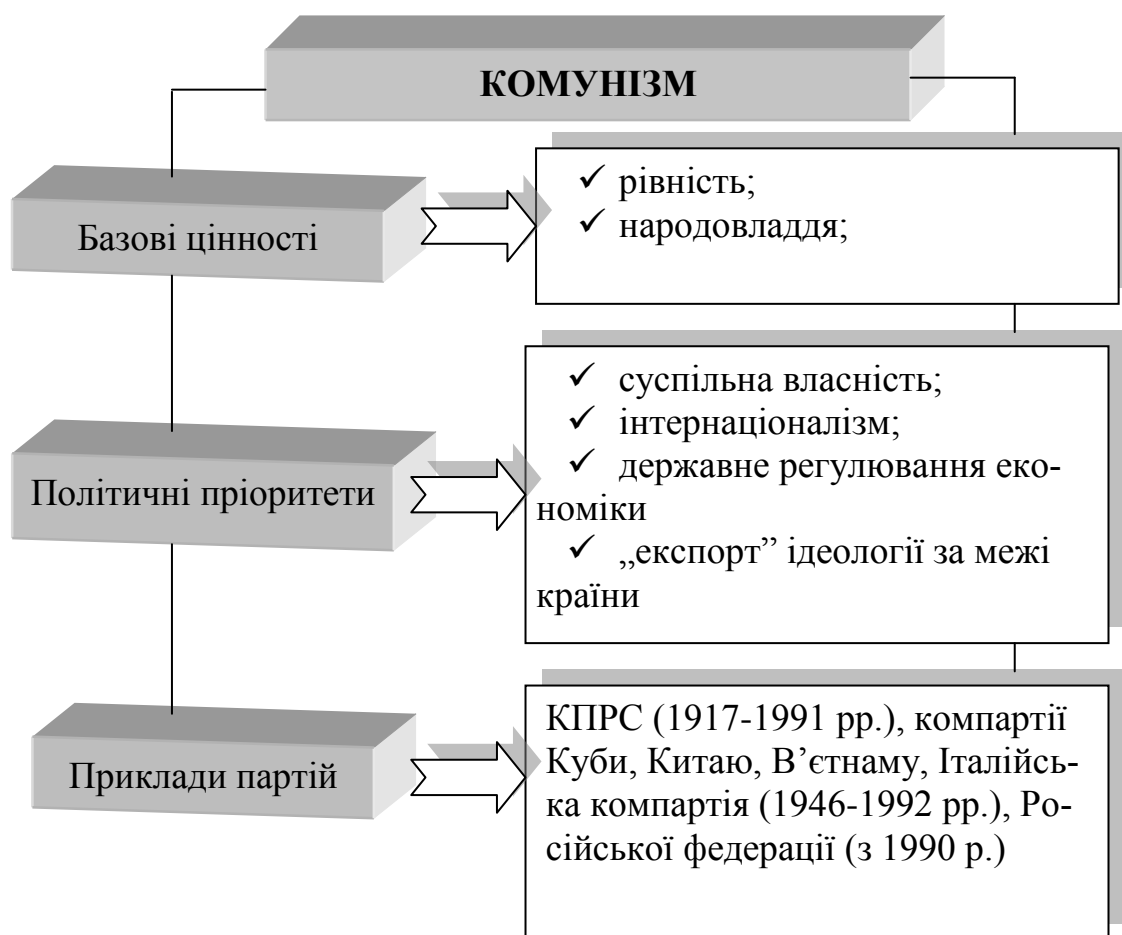 КОМУНІЗМ
Базові цінності
✓ рівність;
✓ народовладдя;
Політичні пріоритети
✓ суспільна власність;
✓ інтернаціоналізм;
✓ державне регулювання еко-
номіки
✓ „експорт” ідеології за межі
країни
Приклади партій
КПРС (1917-1991 рр.), компартії
Куби, Китаю, В’єтнаму, Італійсь-
ка компартія (1946-1992 рр.), Ро-
сійської федерації (з 1990 р.)